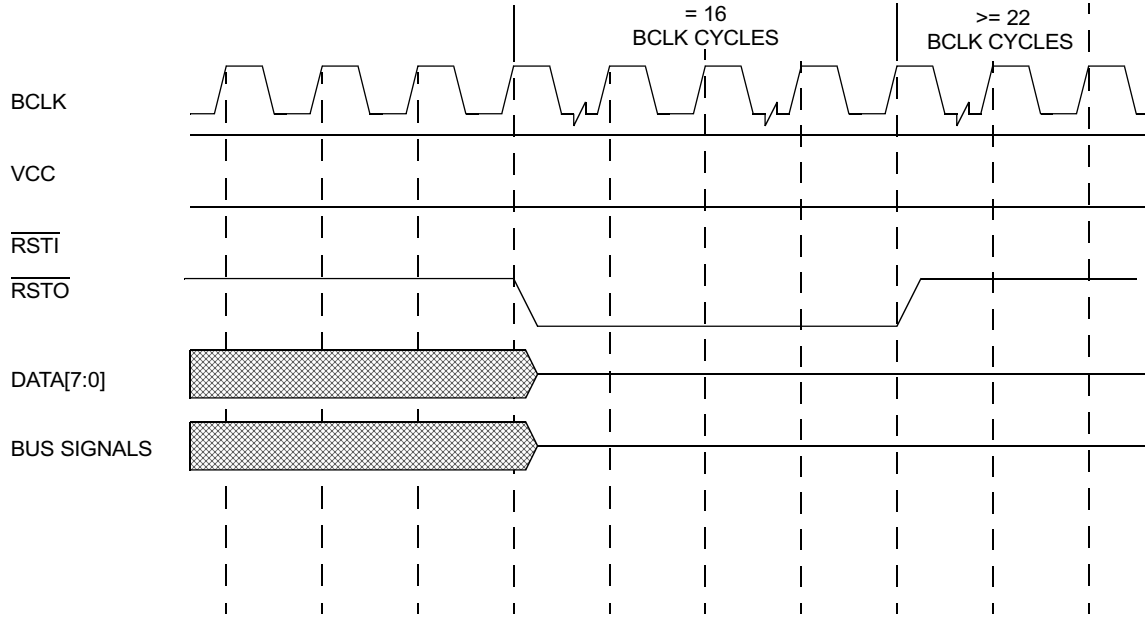 = 16
BCLK CYCLES
>= 22
BCLK CYCLES
BCLK
VCC
RSTI
RSTO
DATA[7:0]
BUS SIGNALS